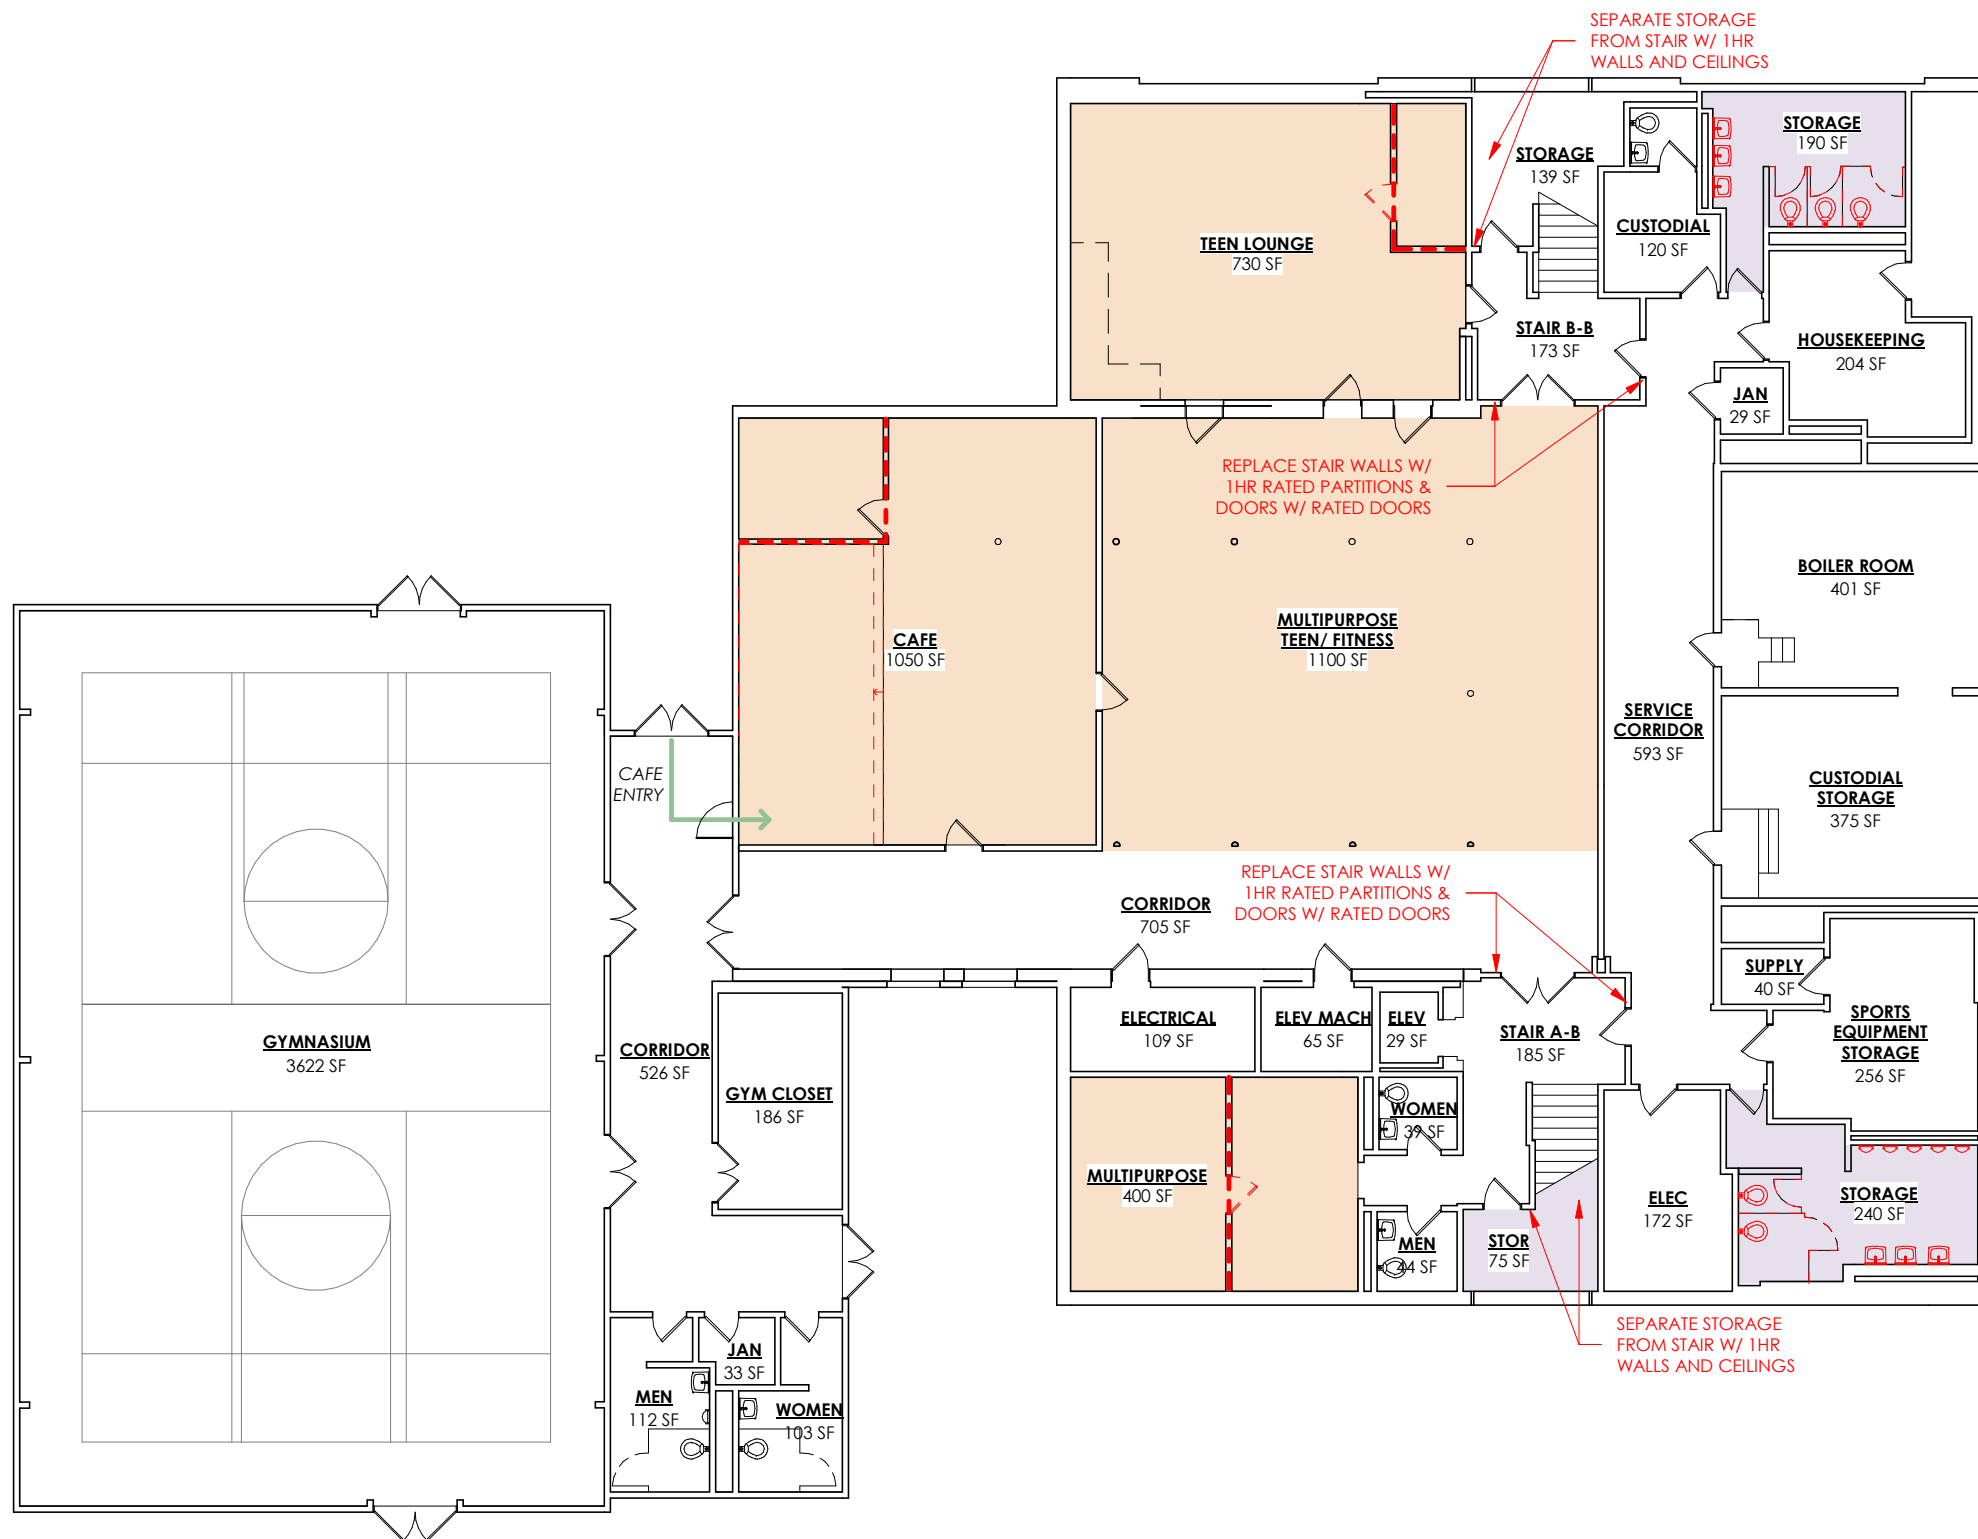 SEPARATE STORAGE
FROM STAIR W/ 1HR
WALLS AND CEILINGS
STORAGE
190 SF
STORAGE
139 SF
CUSTODIAL
120 SF
TEEN LOUNGE
730 SF
STAIR B-B
173 SF
HOUSEKEEPING
204 SF
JAN
29 SF
REPLACE STAIR WALLS W/
1HR RATED PARTITIONS &
DOORS W/ RATED DOORS
BOILER ROOM
401 SF
CAFE
1050 SF
MULTIPURPOSE
TEEN/ FITNESS
1100 SF
SERVICE
CORRIDOR
593 SF
CAFE
ENTRY
CUSTODIAL
STORAGE
375 SF
REPLACE STAIR WALLS W/
1HR RATED PARTITIONS &
DOORS W/ RATED DOORS
CORRIDOR
705 SF
SUPPLY
40 SF
GYMNASIUM
3622 SF
CORRIDOR
526 SF
ELECTRICAL
109 SF
ELEV MACH
65 SF
ELEV
29 SF
STAIR A-B
185 SF
SPORTS
EQUIPMENT
STORAGE
256 SF
GYM CLOSET
186 SF
WOMEN
39 SF
MULTIPURPOSE
400 SF
ELEC
172 SF
STORAGE
240 SF
MEN
44 SF
STOR
75 SF
SEPARATE STORAGE
FROM STAIR W/ 1HR
WALLS AND CEILINGS
JAN
33 SF
MEN
112 SF
WOMEN
103 SF